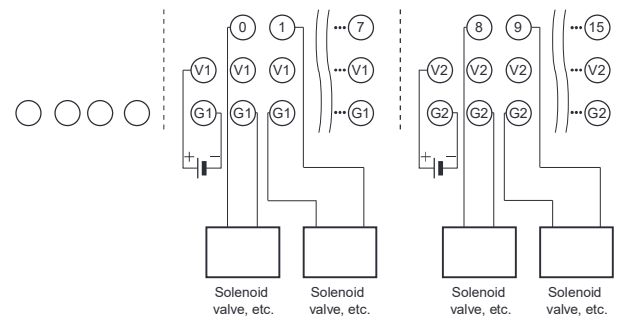 0 1 ··· 7 8 9 ··· 15
V1 V1 V1 ··· V1 V2 V2 V2 ··· V2
G1 G1 G1 ··· G1 G2 G2 G2 ··· G2
+ − + −
Solenoid Solenoid Solenoid Solenoid
valve, etc. valve, etc. valve, etc. valve, etc.